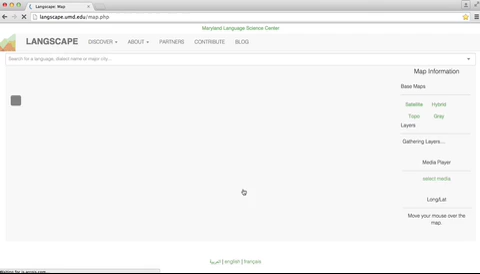 Langscape: Map
langscape.umd.edu/map.php
Maryland Language Science Center
LANGSCAPE DISCOVER ABOUT PARTNERS CONTRIBUTE BLOG
Search for a language, dialect name or major city...
Map Information
Base Maps
Satellite Hybrid
Topo Gray
Layers
Gathering Layers...
Media Player
select media
Long/Lat
Move your mouse over the
map.
العربية | english | français